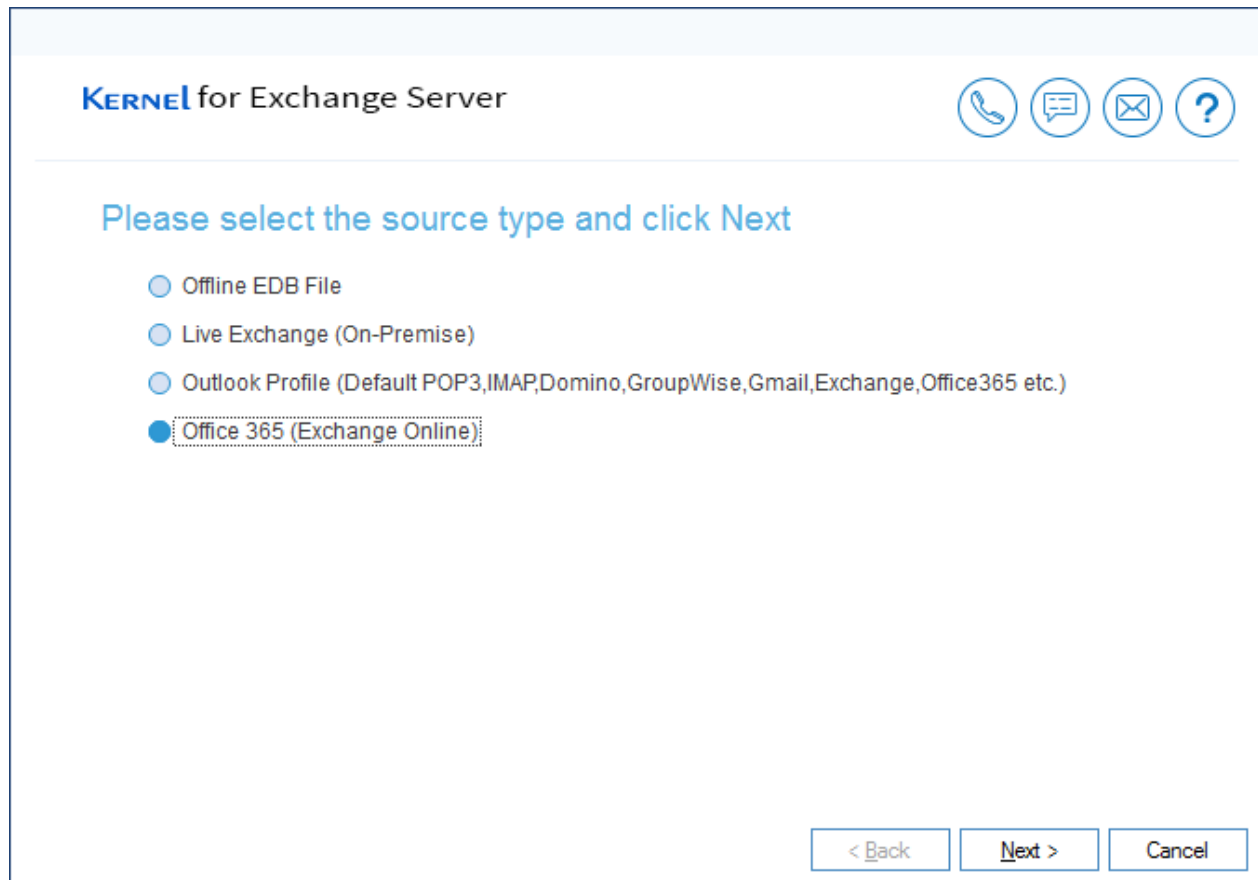 KERNEL for Exchange Server
?
Please select the source type and click Next
Offline EDB File
Live Exchange (On-Premise)
Outlook Profile (Default POP3,IMAP,Domino,GroupWise,Gmail,Exchange,Office365 etc.)
Office 365 (Exchange Online)
< Back Next > Cancel